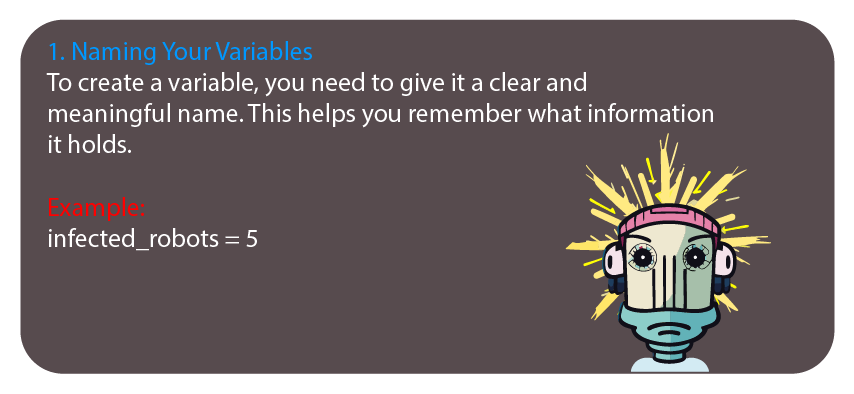 1. Naming Your Variables
To create a variable, you need to give it a clear and
meaningful name. This helps you remember what information
it holds.
Example:
infected_robots = 5